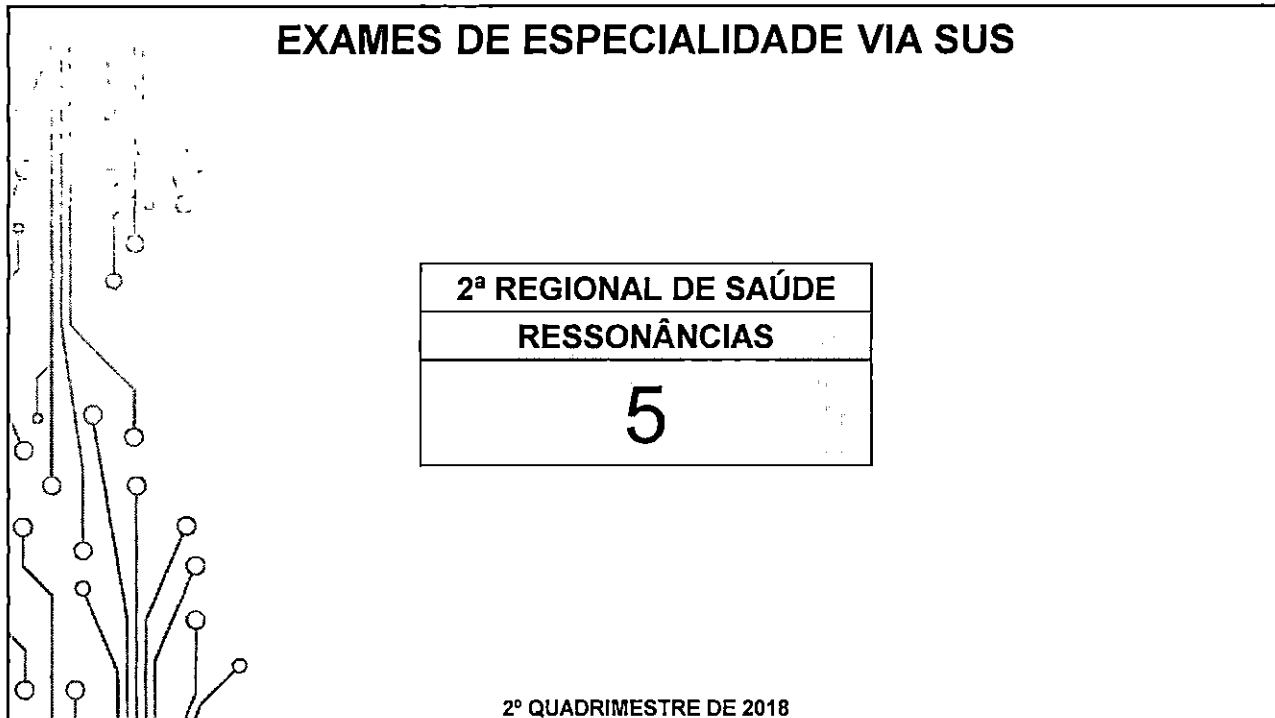 EXAMES DE ESPECIALIDADE VIA SUS
2ª REGIONAL DE SAÚDE
RESSONÂNCIAS
5
2º QUADRIMESTRE DE 2018